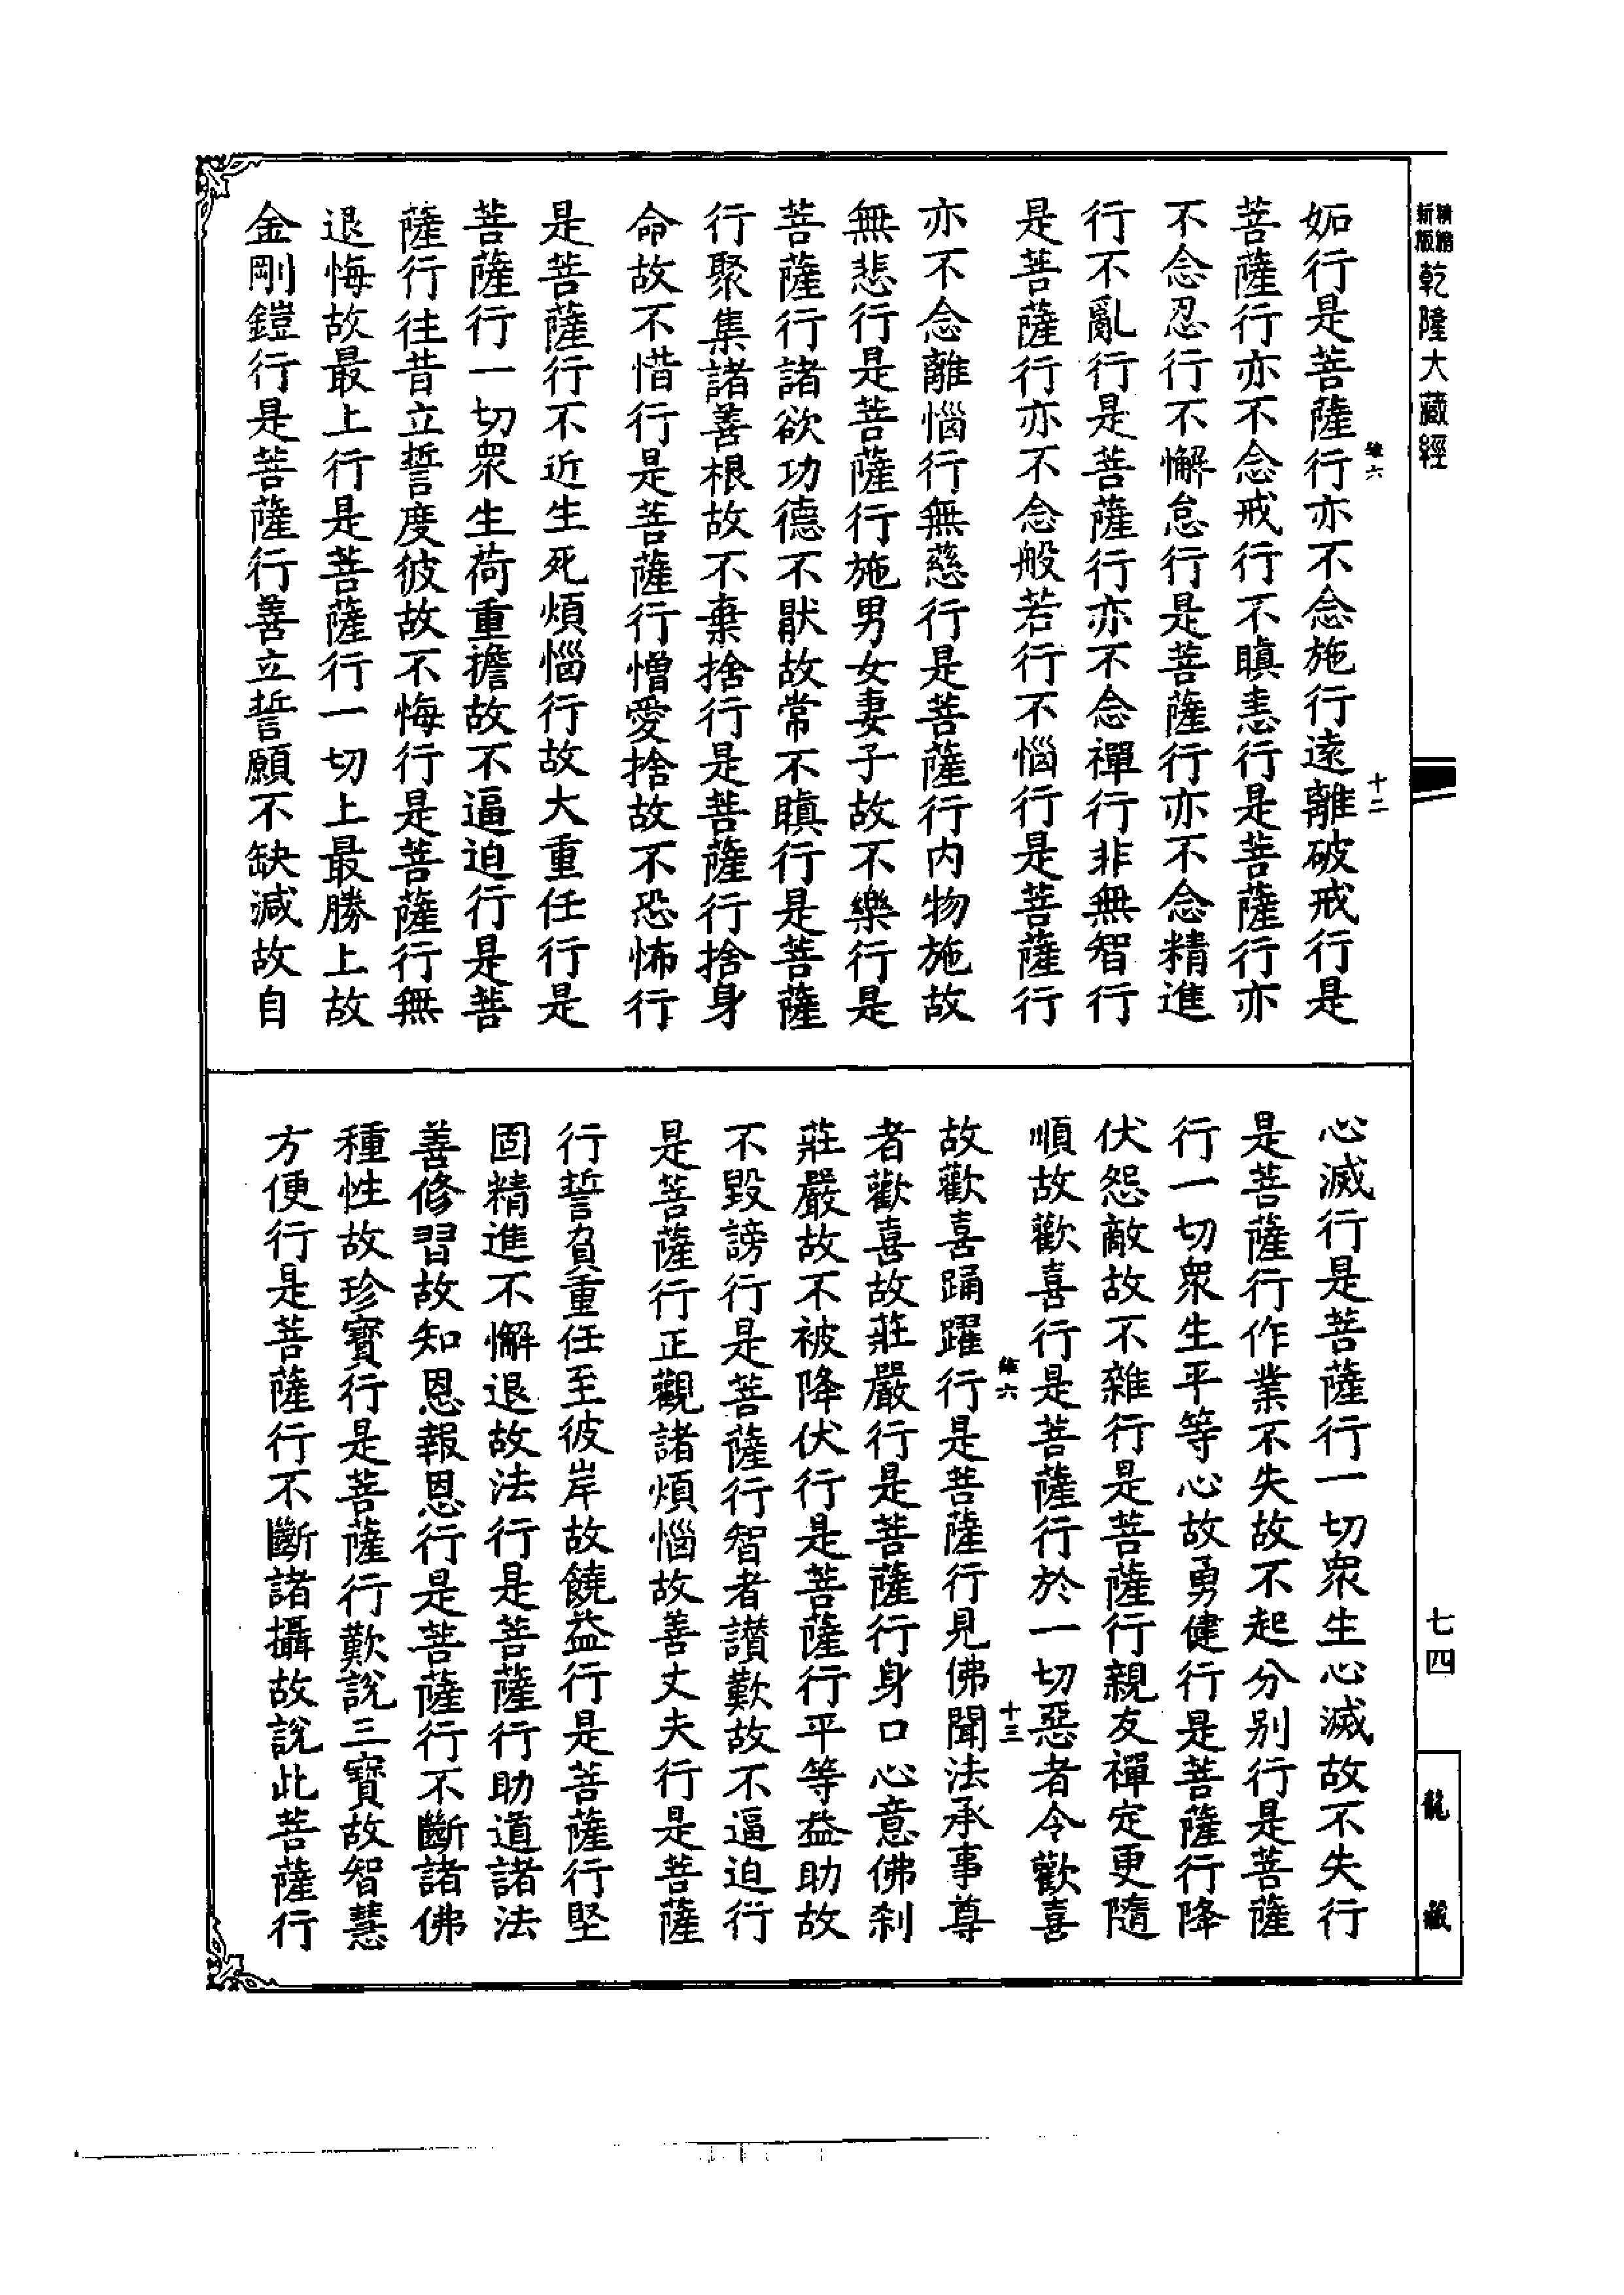 精繕
新版
乾隆大藏經
七四
龍藏
維六
十二
妬行是菩薩行亦不念施行遠離破戒行是
菩薩行亦不念戒行不瞋恚行是菩薩行亦
不念忍行不懈怠行是菩薩行亦不念精進
行不亂行是菩薩行亦不念禪行非無智行
是菩薩行亦不念般若行不惱行是菩薩行
亦不念離惱行無慈行是菩薩行内物施故
無悲行是菩薩行施男女妻子故不樂行是
菩薩行諸欲功德不猒故常不瞋行是菩薩
行聚集諸善根故不棄捨行是菩薩行捨身
命故不惜行是菩薩行憎愛捨故不恐怖行
是菩薩行不近生死煩惱行故大重任行是
菩薩行一切衆生荷重擔故不逼迫行是菩
薩行往昔立誓度彼故不悔行是菩薩行無
退悔故最上行是菩薩行一切上最勝上故
金剛鎧行是菩薩行善立誓願不缺減故自
心滅行是菩薩行一切衆生心滅故不失行
是菩薩行作業不失故不起分别行是菩薩
行一切衆生平等心故勇健行是菩薩行降
伏怨敵故不雜行是菩薩行親友禪定更隨
順故歡喜行是菩薩行於一切惡者令歡喜
維六
十三
故歡喜踊躍行是菩薩行見佛聞法承事尊
者歡喜故莊嚴行是菩薩行身口心意佛刹
莊嚴故不被降伏行是菩薩行平等益助故
不毀謗行是菩薩行智者讃歎故不逼迫行
是菩薩行正觀諸煩惱故善丈夫行是菩薩
行誓負重任至彼岸故饒益行是菩薩行堅
固精進不懈退故法行是菩薩行助道諸法
善修習故知恩報恩行是菩薩行不斷諸佛
種性故珍寶行是菩薩行歎說三寶故智慧
方便行是菩薩行不斷諸攝故說此菩薩行